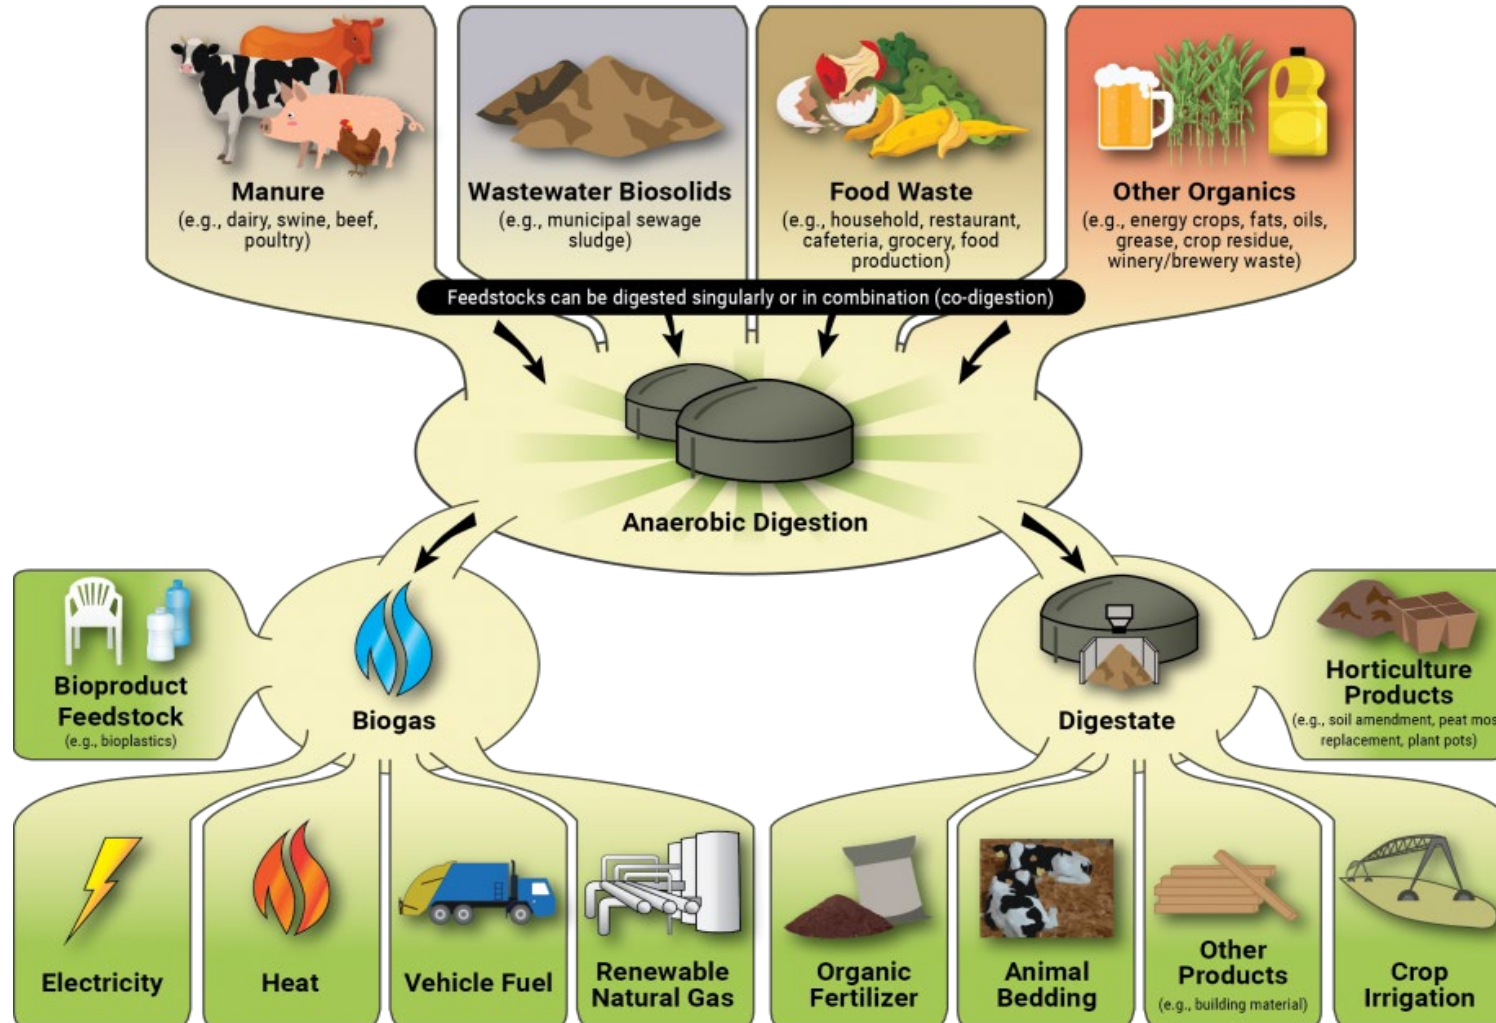 Manure
(e.g., dairy, swine, beef,
poultry)
Wastewater Biosolids
(e.g., municipal sewage
sludge)
Food Waste
(e.g., household, restaurant,
cafeteria, grocery, food
production)
Other Organics
(e.g., energy crops, fats, oils,
grease, crop residue,
winery/brewery waste)
Feedstocks can be digested singularly or in combination (co-digestion)
Anaerobic Digestion
Bioproduct
Feedstock
(e.g., bioplastics)
Biogas
Digestate
Horticulture
Products
(e.g., soil amendment, peat mos
replacement, plant pots)
Electricity
Heat
Vehicle Fuel
Renewable
Natural Gas
Organic
Fertilizer
Animal
Bedding
Other
Products
(e.g., building material)
Crop
Irrigation